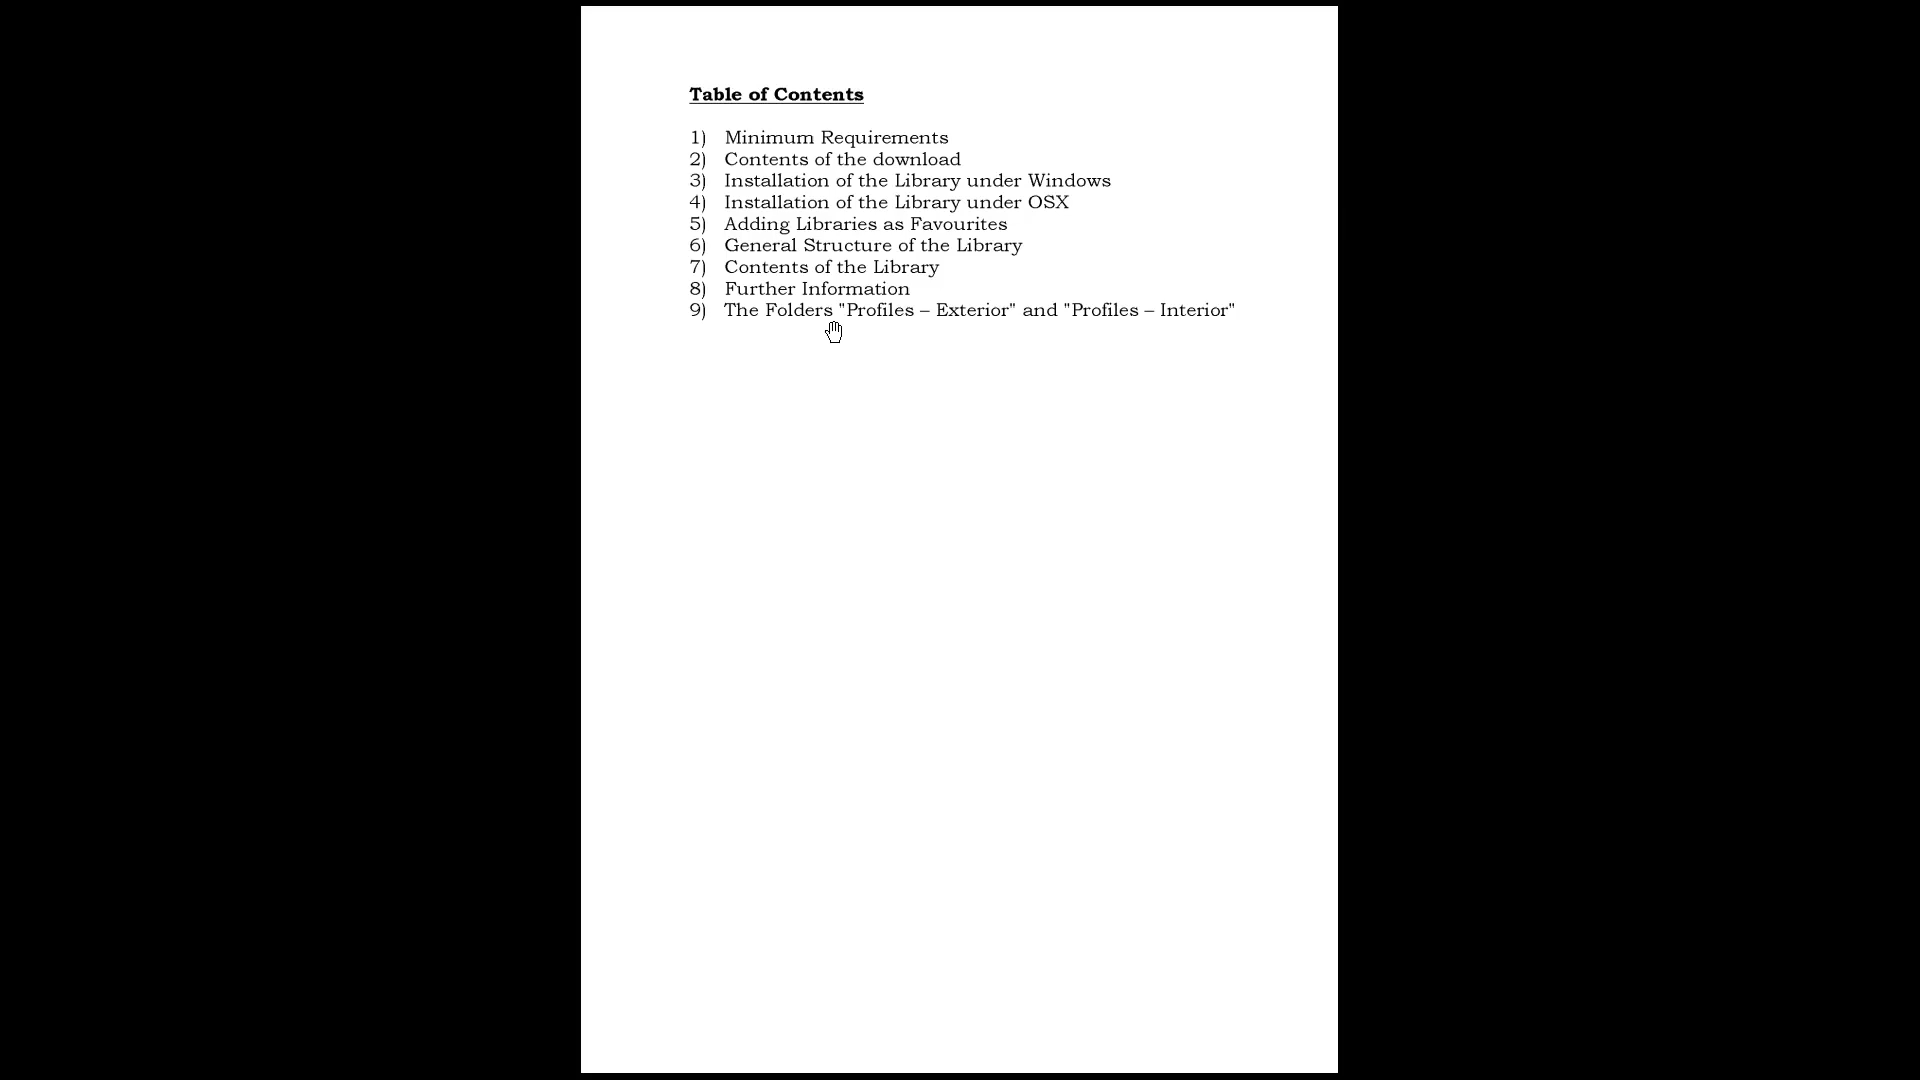 Table of Contents
1) Minimum Requirements
2) Contents of the download
3) Installation of the Library under Windows
4) Installation of the Library under OSX
5) Adding Libraries as Favourites
6) General Structure of the Library
7) Contents of the Library
8) Further Information
9) The Folders "Profiles – Exterior" and "Profiles – Interior"